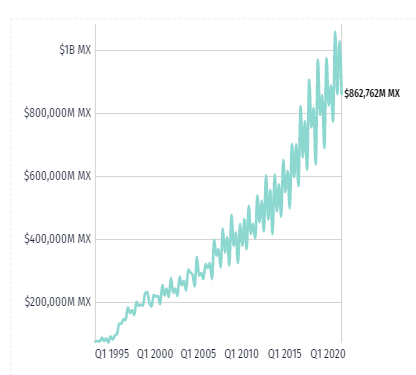 $1B MX
$862,762M MX
$800,000M MX
$600,000M MX
$400,000M MX
$200,000M MX
Q1 1995 Q1 2000 Q1 2005 Q1 2010 Q1 2015 Q1 2020